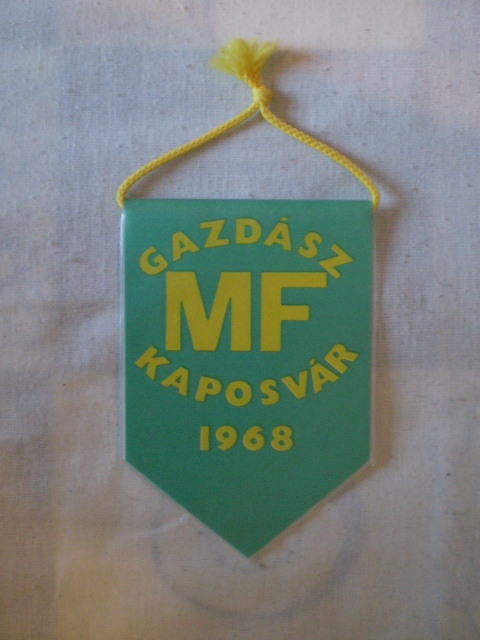 GAZDÁSZ
MF
KAPOSVÁR
1968